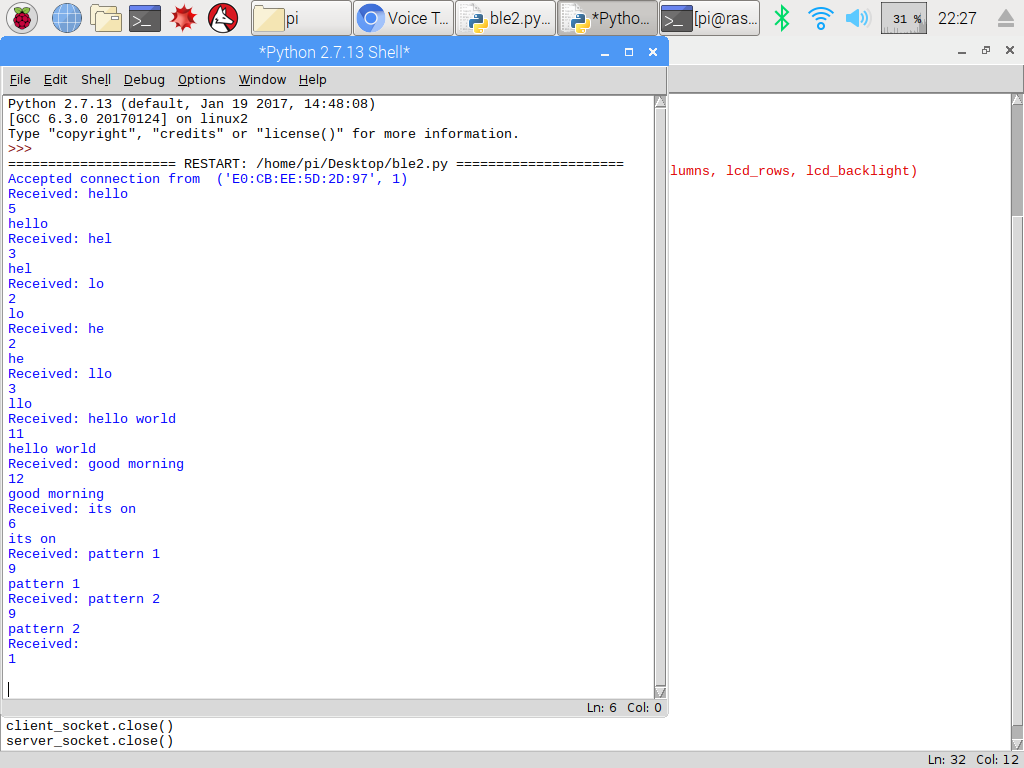 pi
Voice T...
ble2.py...
*Pytho...
[pi@ras...
31 %
22:27
*Python 2.7.13 Shell*
File Edit Shell Debug Options Window Help
Python 2.7.13 (default, Jan 19 2017, 14:48:08)
[GCC 6.3.0 20170124] on linux2
Type "copyright", "credits" or "license()" for more information.
>>>
===================== RESTART: /home/pi/Desktop/ble2.py =====================
Accepted connection from  ('E0:CB:EE:5D:2D:97', 1)
Received: hello
5
hello
Received: hel
3
hel
Received: lo
2
lo
Received: he
2
he
Received: llo
3
llo
Received: hello world
11
hello world
Received: good morning
12
good morning
Received: its on
6
its on
Received: pattern 1
9
pattern 1
Received: pattern 2
9
pattern 2
Received:
1
Ln: 6 Col: 0
lumns, lcd_rows, lcd_backlight)
client_socket.close()
server_socket.close()
Ln: 32 Col: 12